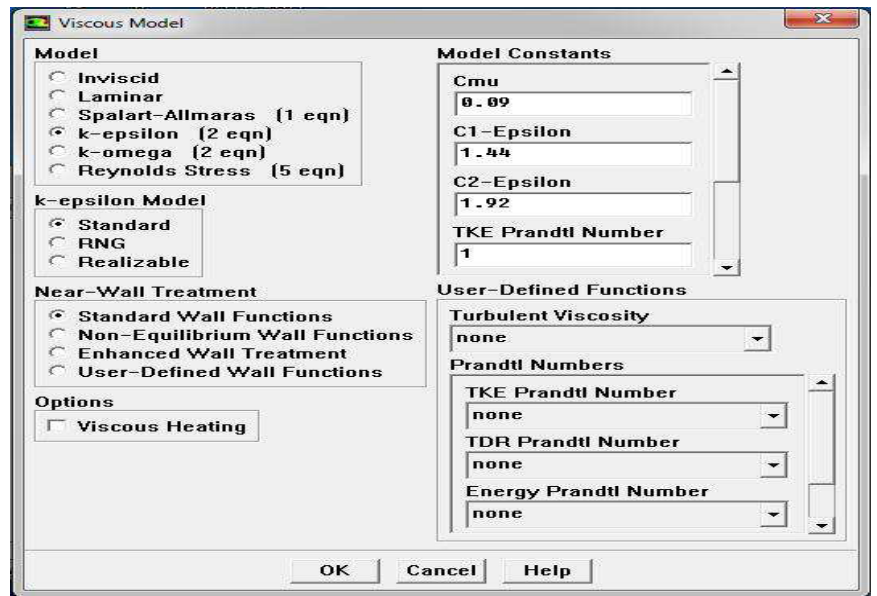 Viscous Model
Model
Inviscid
Laminar
Spalart-Allmaras (1 eqn)
k-epsilon (2 eqn)
k-omega (2 eqn)
Reynolds Stress (5 eqn)
k-epsilon Model
Standard
RNG
Realizable
Near-Wall Treatment
Standard Wall Functions
Non-Equilibrium Wall Functions
Enhanced Wall Treatment
User-Defined Wall Functions
Options
Viscous Heating
Model Constants
Cmu
0.09
C1-Epsilon
1.44
C2-Epsilon
1.92
TKE Prandtl Number
1
User-Defined Functions
Turbulent Viscosity
none
Prandtl Numbers
TKE Prandtl Number
none
TDR Prandtl Number
none
Energy Prandtl Number
none
OK
Cancel
Help